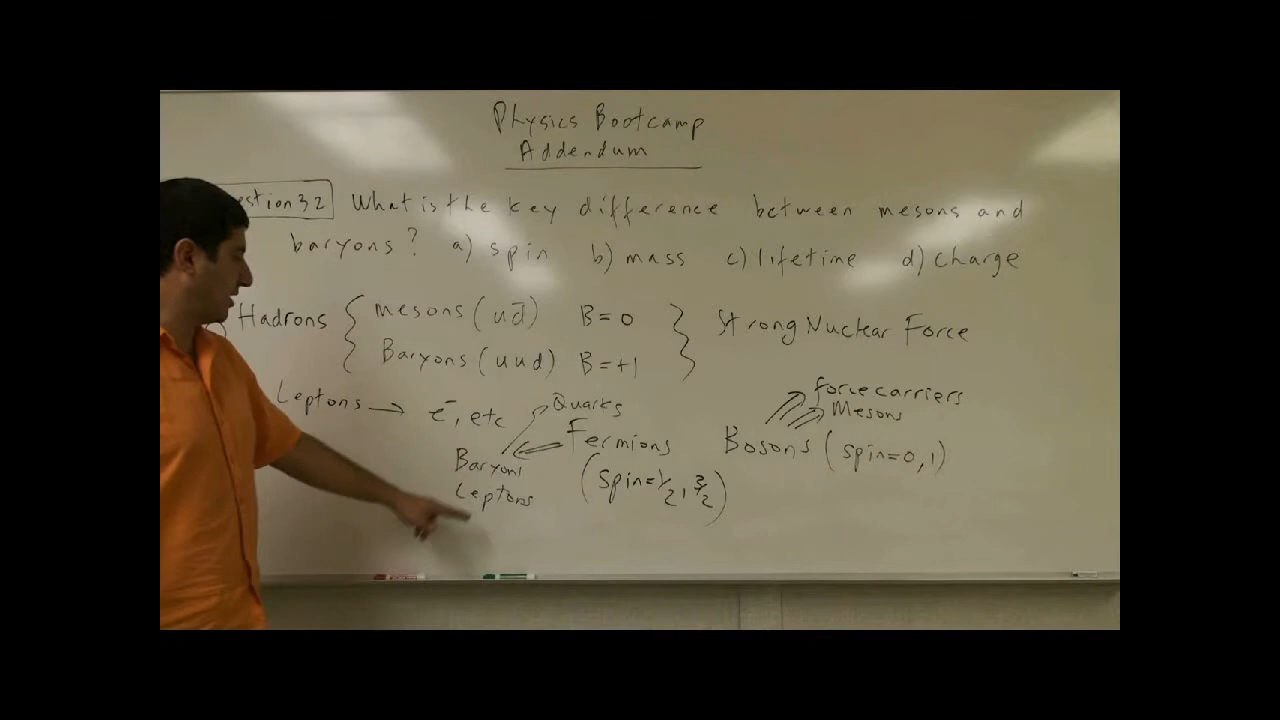 Physics Bootcamp
Addendum
estion 32 What is the key difference between mesons and
baryons? a) spin b) mass c) lifetime d) charge
Hadrons { mesons (ud̄) B=0 } Strong Nuclear Force
Baryons (uud) B=+1
Leptons → e⁻, etc
Quarks
Force carriers
Mesons
Fermions
Bosons (spin=0,1)
Baryons
Leptons
(spin=1/2, 3/2)